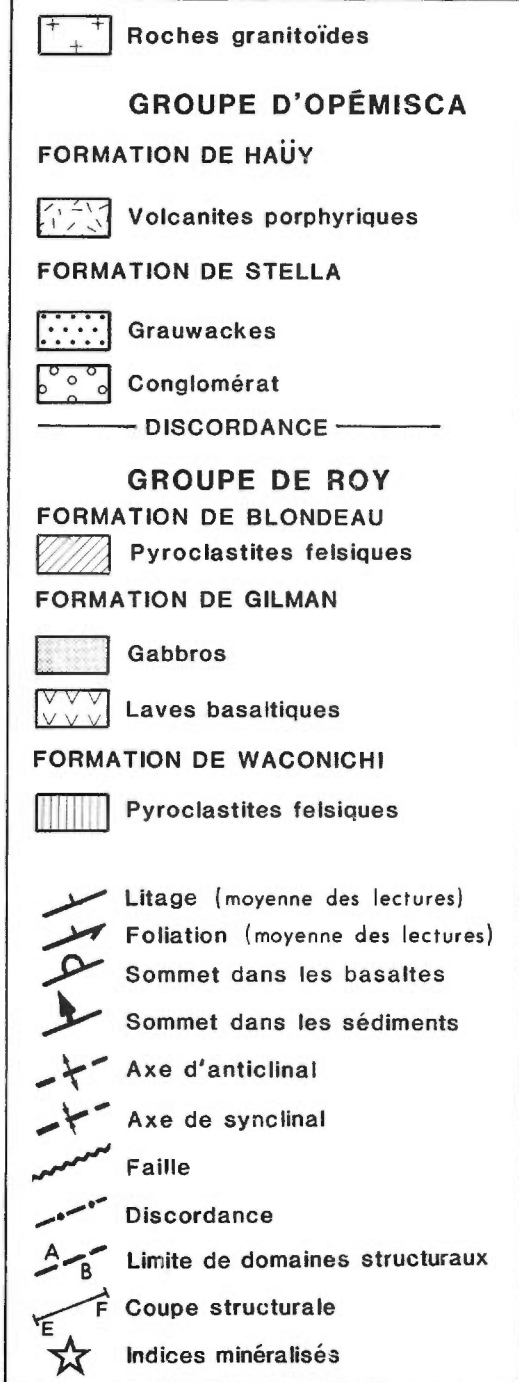 Roches granitoïdes
GROUPE D'OPÉMISCA
FORMATION DE HAÜY
Volcanites porphyriques
FORMATION DE STELLA
Grauwackes
Conglomérat
DISCORDANCE
GROUPE DE ROY
FORMATION DE BLONDEAU
Pyroclastites felsiques
FORMATION DE GILMAN
Gabbros
Laves basaltiques
FORMATION DE WACONICHI
Pyroclastites felsiques
Litage (moyenne des lectures)
Foliation (moyenne des lectures)
Sommet dans les basaltes
Sommet dans les sédiments
Axe d'anticlinal
Axe de synclinal
Faille
Discordance
A B Limite de domaines structuraux
E F Coupe structurale
Indices minéralisés